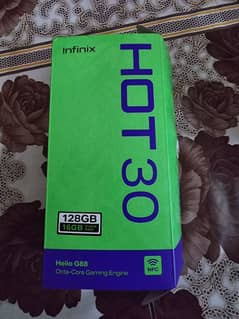 Infinix
HOT 30
128GB
16GB
Helio G88
Octa-Core Gaming Engine
NFC